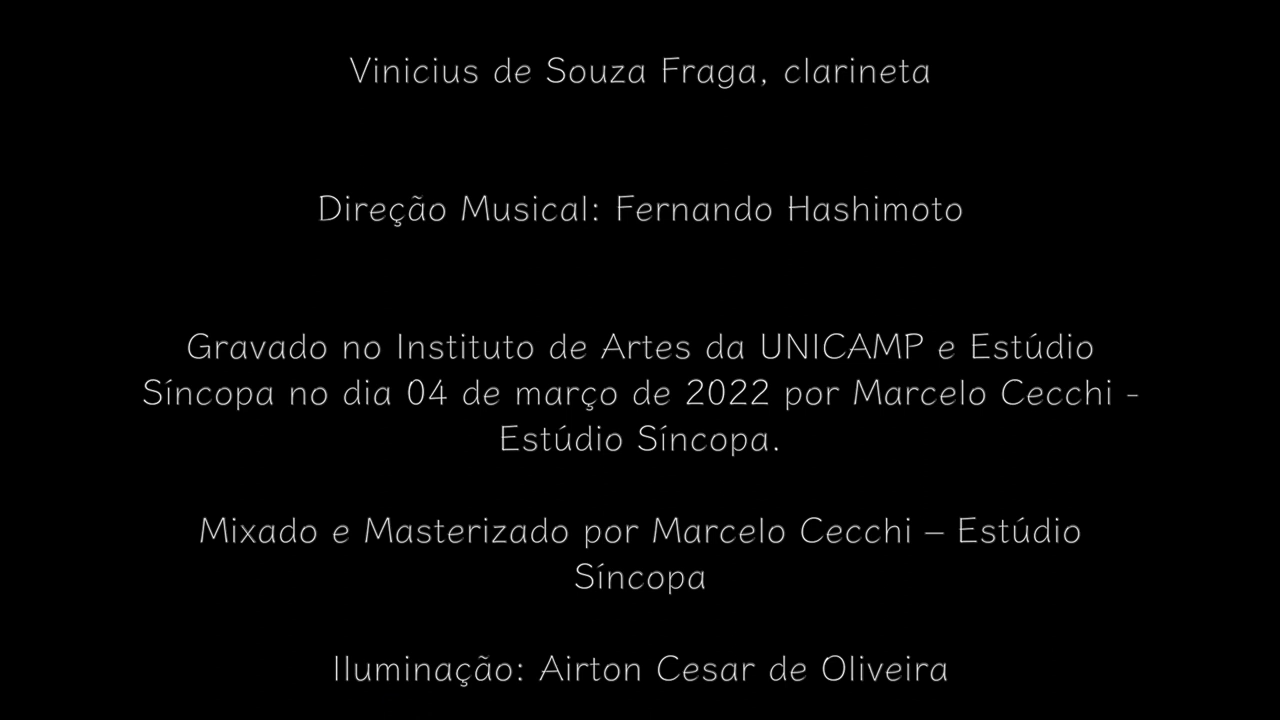 Vinicius de Souza Fraga, clarineta
Direção Musical: Fernando Hashimoto
Gravado no Instituto de Artes da UNICAMP e Estúdio
Síncopa no dia 04 de março de 2022 por Marcelo Cecchi -
Estúdio Síncopa.
Mixado e Masterizado por Marcelo Cecchi – Estúdio
Síncopa
Iluminação: Airton Cesar de Oliveira